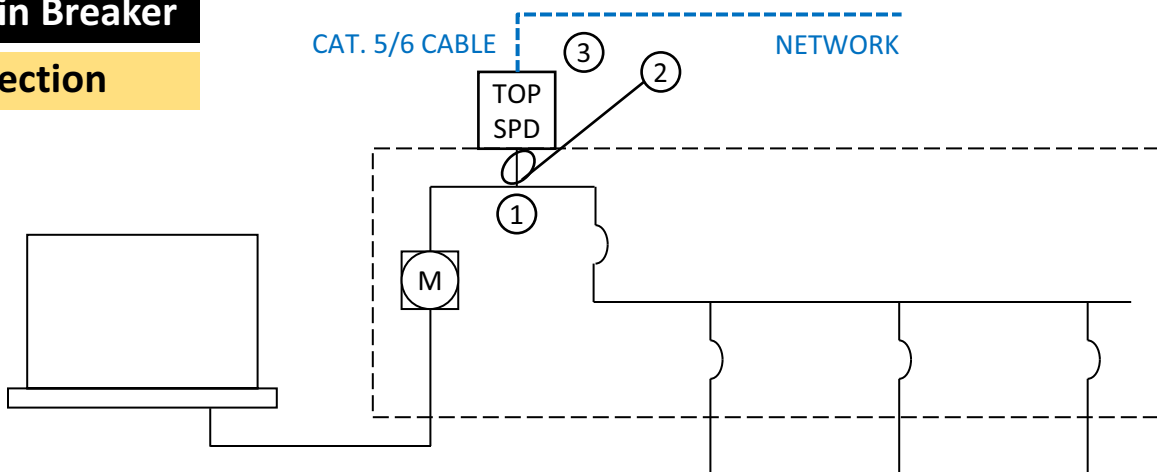 in Breaker
ection
CAT. 5/6 CABLE
3
NETWORK
2
TOP
SPD
1
M